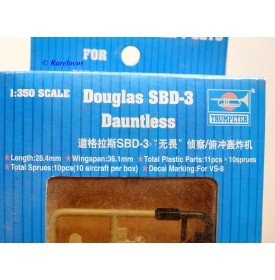 © Rarelocos
FOR
1:350 SCALE
Douglas SBD-3
Dauntless
TRUMPETER
道格拉斯SBD-3·"无畏" 侦察/俯冲轰炸机
★Length:28.4mm ★Wingspan:36.1mm ★Total Plastic Parts:11pcs * 10sprues
★Total Sprues:10pcs(10 aircraft per box) ★Decal Marking:For VS-6